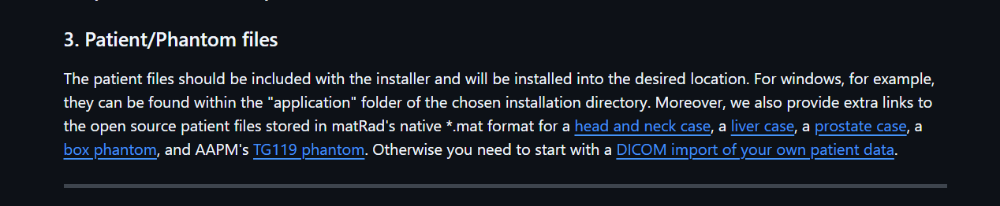 3. Patient/Phantom files
The patient files should be included with the installer and will be installed into the desired location. For windows, for example,
they can be found within the "application" folder of the chosen installation directory. Moreover, we also provide extra links to
the open source patient files stored in matRad's native *.mat format for a head and neck case, a liver case, a prostate case, a
box phantom, and AAPM's TG119 phantom. Otherwise you need to start with a DICOM import of your own patient data.